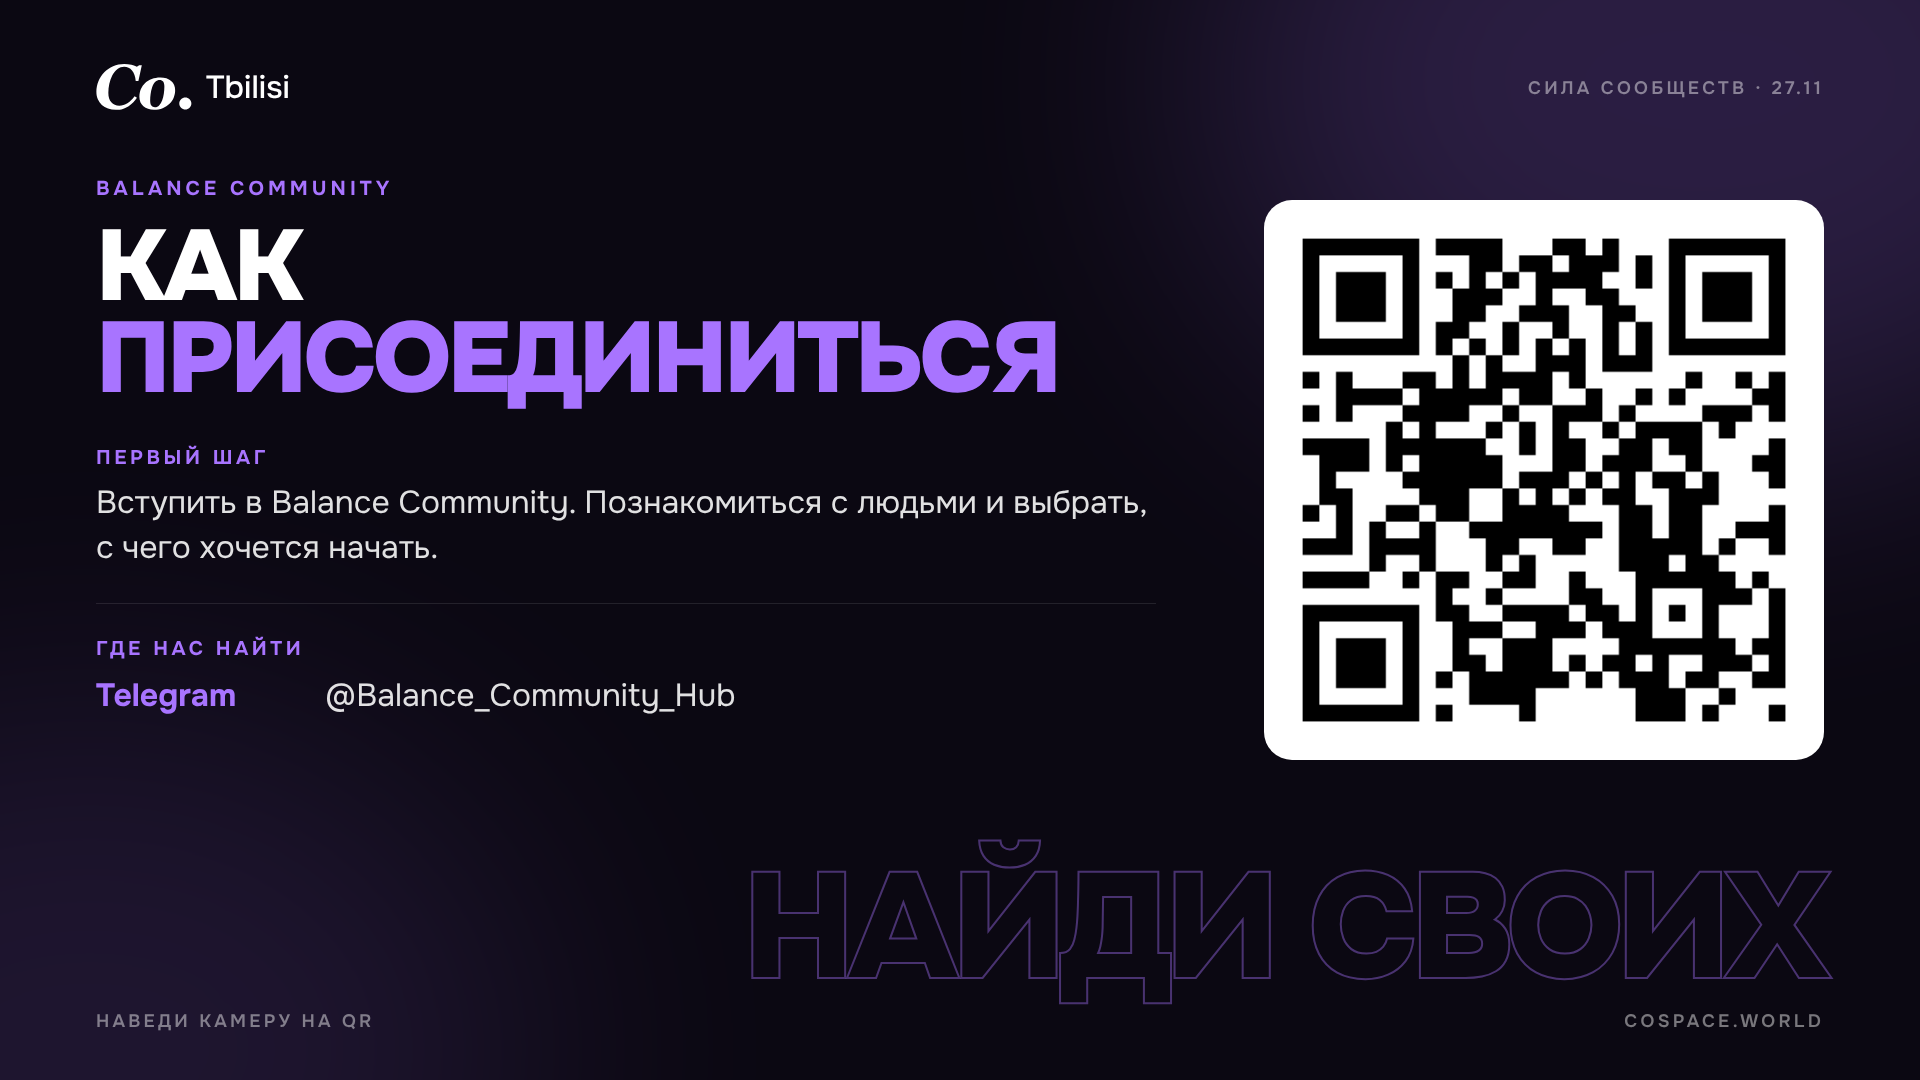 Co. Tbilisi
СИЛА СООБЩЕСТВ · 27.11
BALANCE COMMUNITY
КАК
ПРИСОЕДИНИТЬСЯ
ПЕРВЫЙ ШАГ
Вступить в Balance Community. Познакомиться с людьми и выбрать,
с чего хочется начать.
ГДЕ НАС НАЙТИ
Telegram @Balance_Community_Hub
НАЙДИ СВОИХ
НАВЕДИ КАМЕРУ НА QR
COSPACE.WORLD